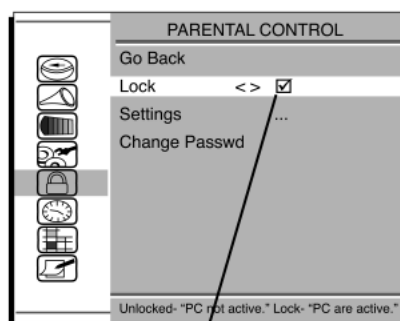 PARENTAL CONTROL
Go Back
Lock < > ☑
Settings ...
Change Passwd
Unlocked- “PC not active.” Lock- “PC are active.”